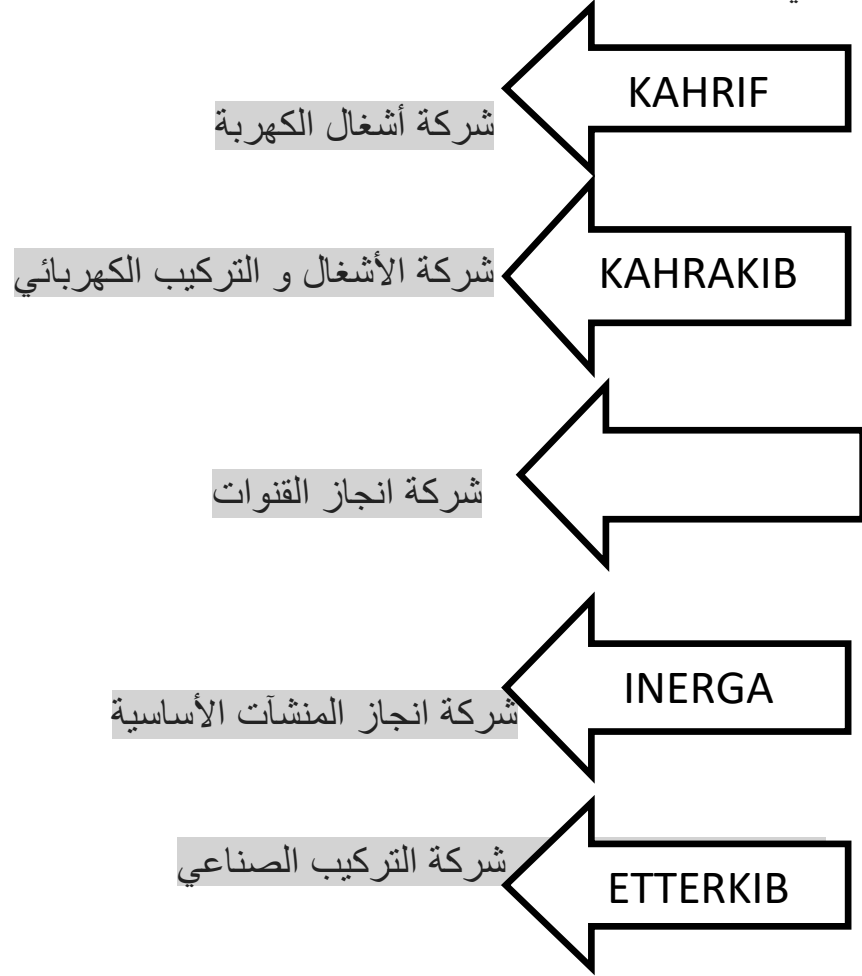 KAHRIF
شركة أشغال الكهربة
KAHRAKIB
شركة الأشغال و التركيب الكهربائي
شركة انجاز القنوات
INERGA
شركة انجاز المنشآت الأساسية
ETTERKIB
شركة التركيب الصناعي